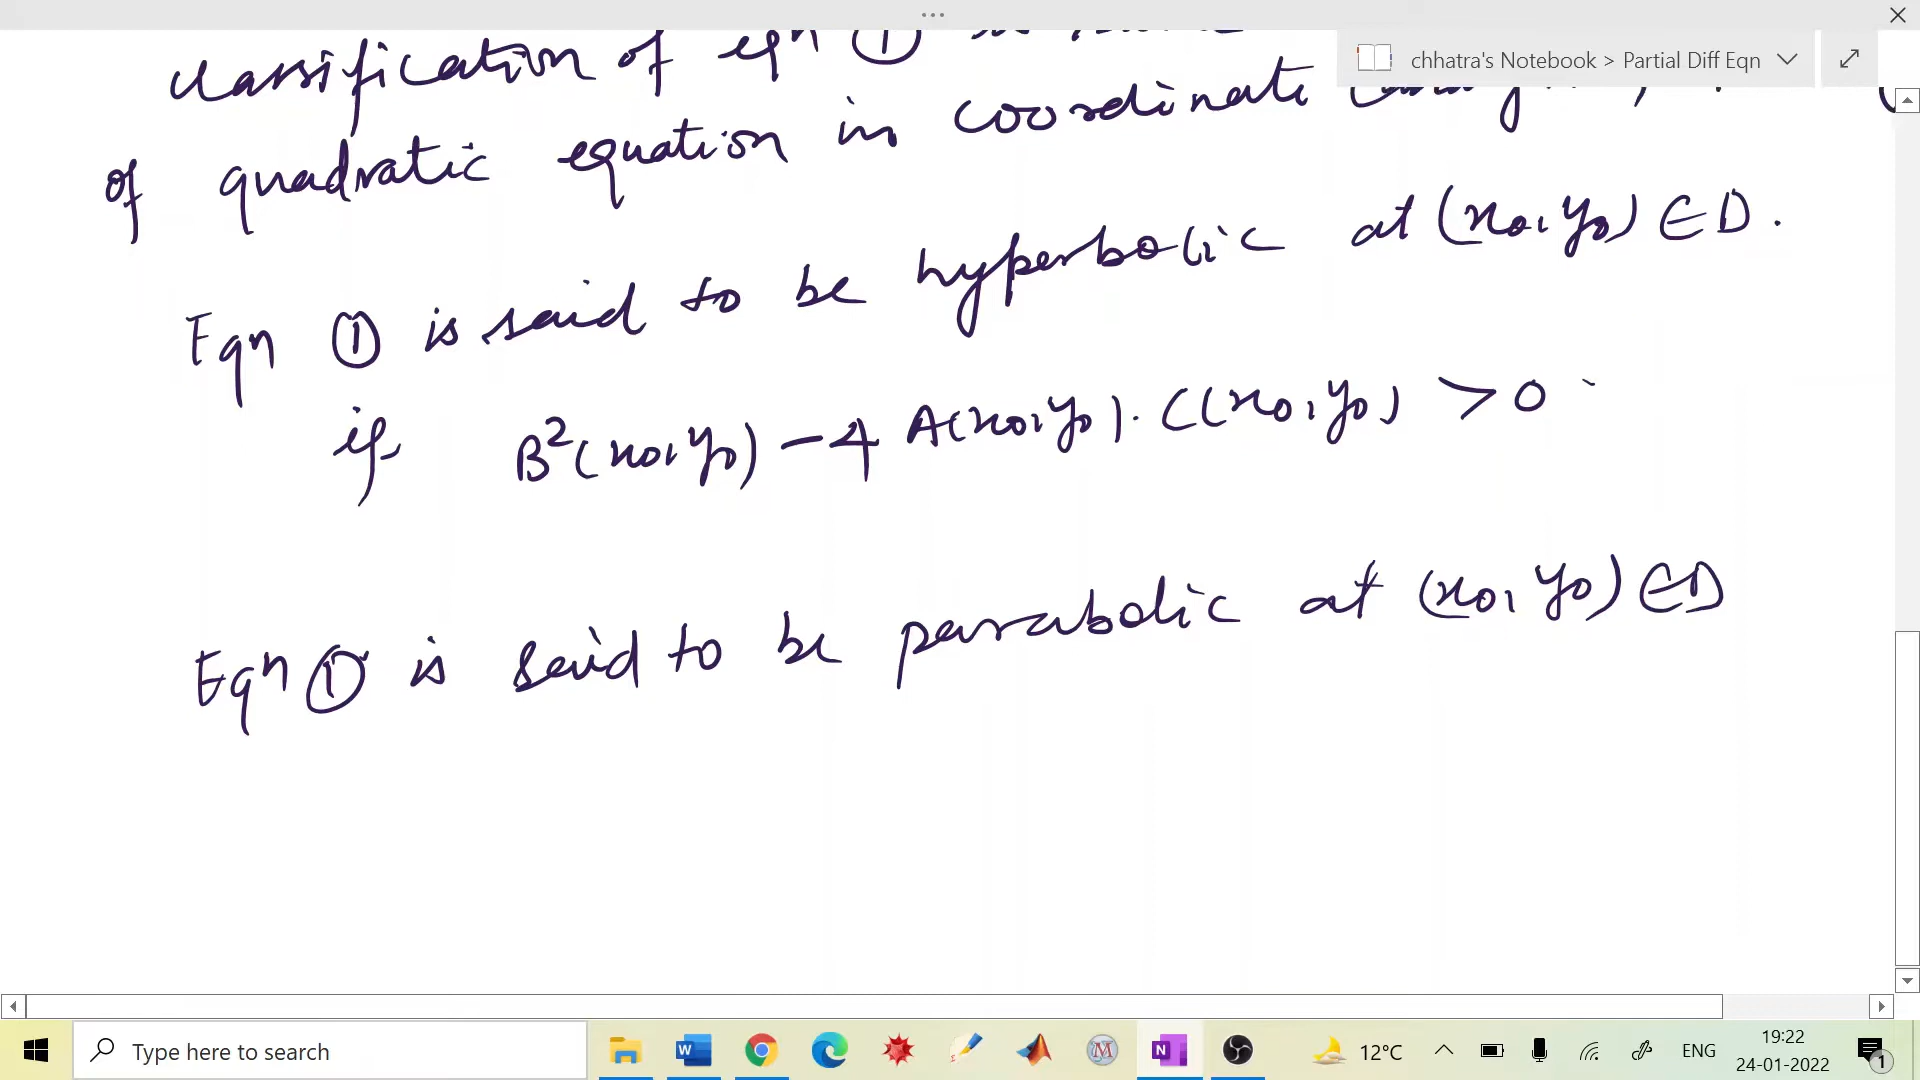 chhatra's Notebook > Partial Diff Eqn
classification of eqn ①
of quadratic equation in coordinate
Eqn ① is said to be hyperbolic at (x0, y0) ∈ D.
if B²(x0, y0) - 4 A(x0, y0). C(x0, y0) > 0
Eqn ① is said to be parabolic at (x0, y0) ∈ D
Type here to search
12°C
ENG
19:22
24-01-2022
1